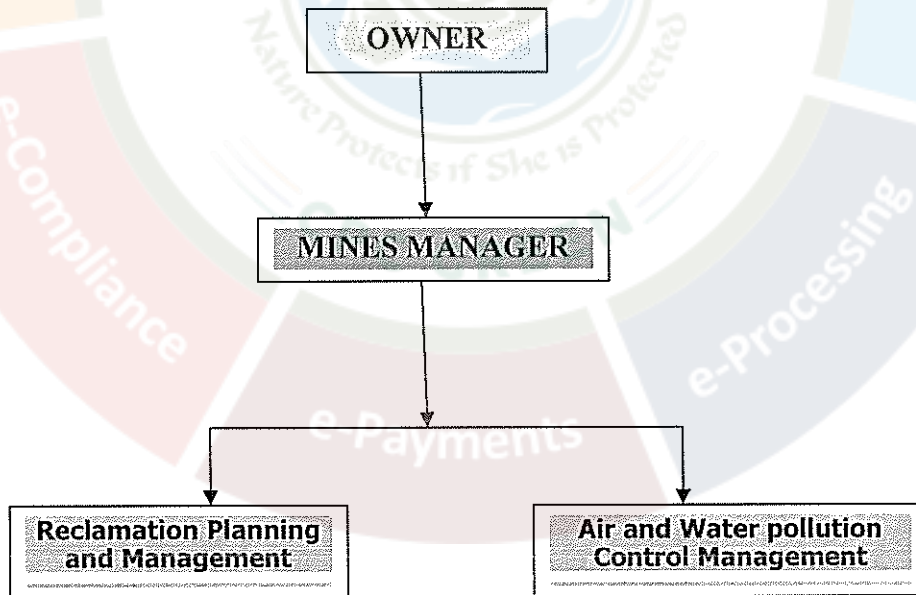 OWNER
Nature Protects if She is Protected
MINES MANAGER
e-Compliance
e-Processing
e-Payments
Reclamation Planning
and Management
Air and Water pollution
Control Management